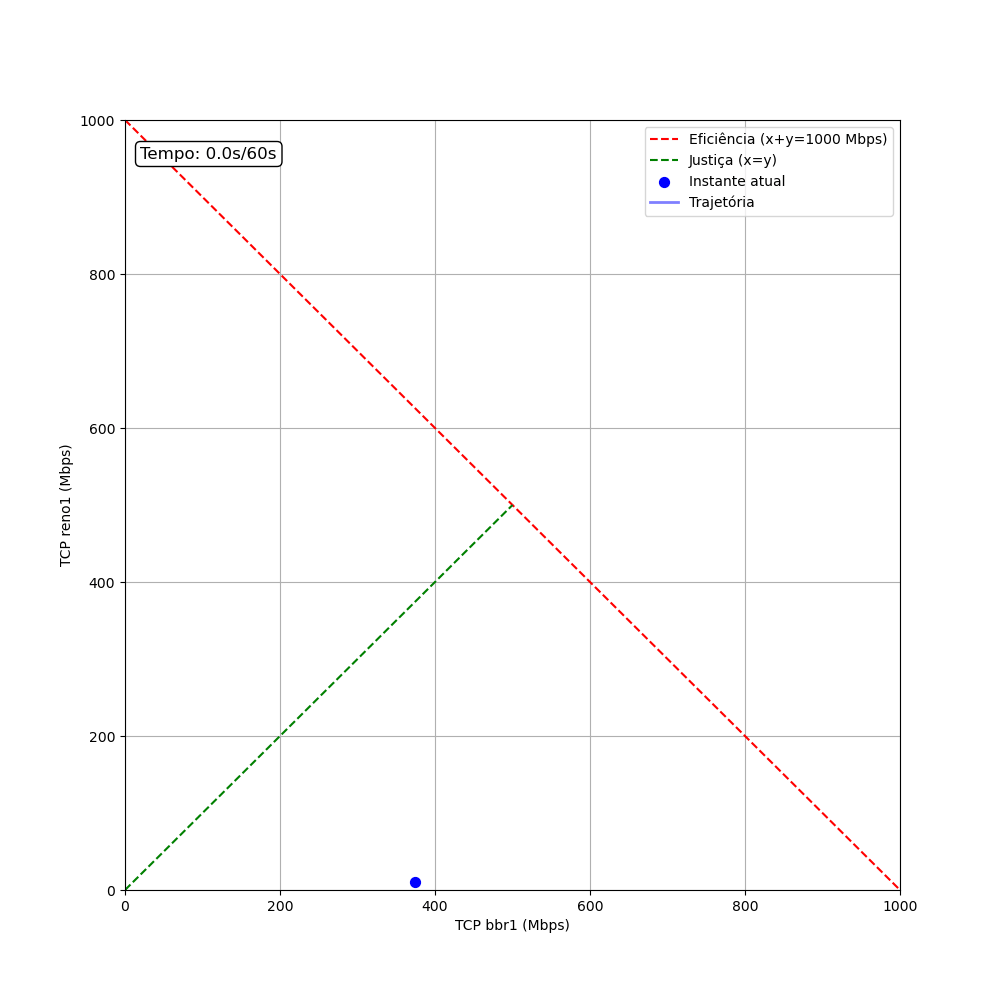 Tempo: 0.0s/60s
Eficiência (x+y=1000 Mbps)
Justiça (x=y)
Instante atual
Trajetória
1000
800
600
400
200
0
TCP reno1 (Mbps)
0 200 400 600 800 1000
TCP bbr1 (Mbps)